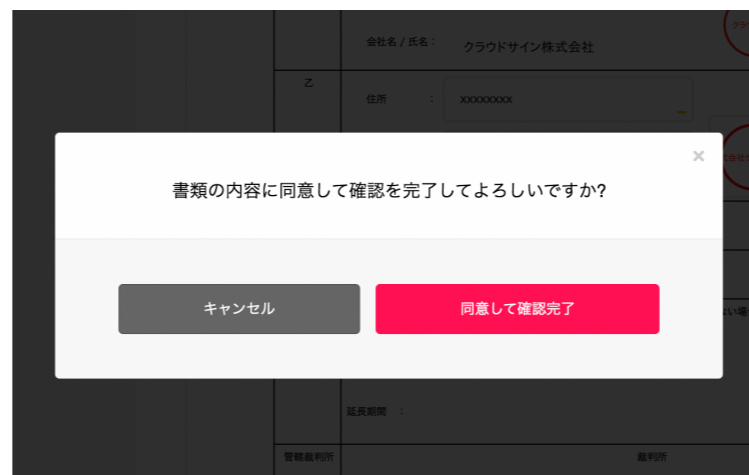 会社名 / 氏名 : クラウドサイン株式会社
乙
住所 : xxxxxxxx
×
書類の内容に同意して確認を完了してよろしいですか?
キャンセル
同意して確認完了
延長期間 :
管轄裁判所 裁判所